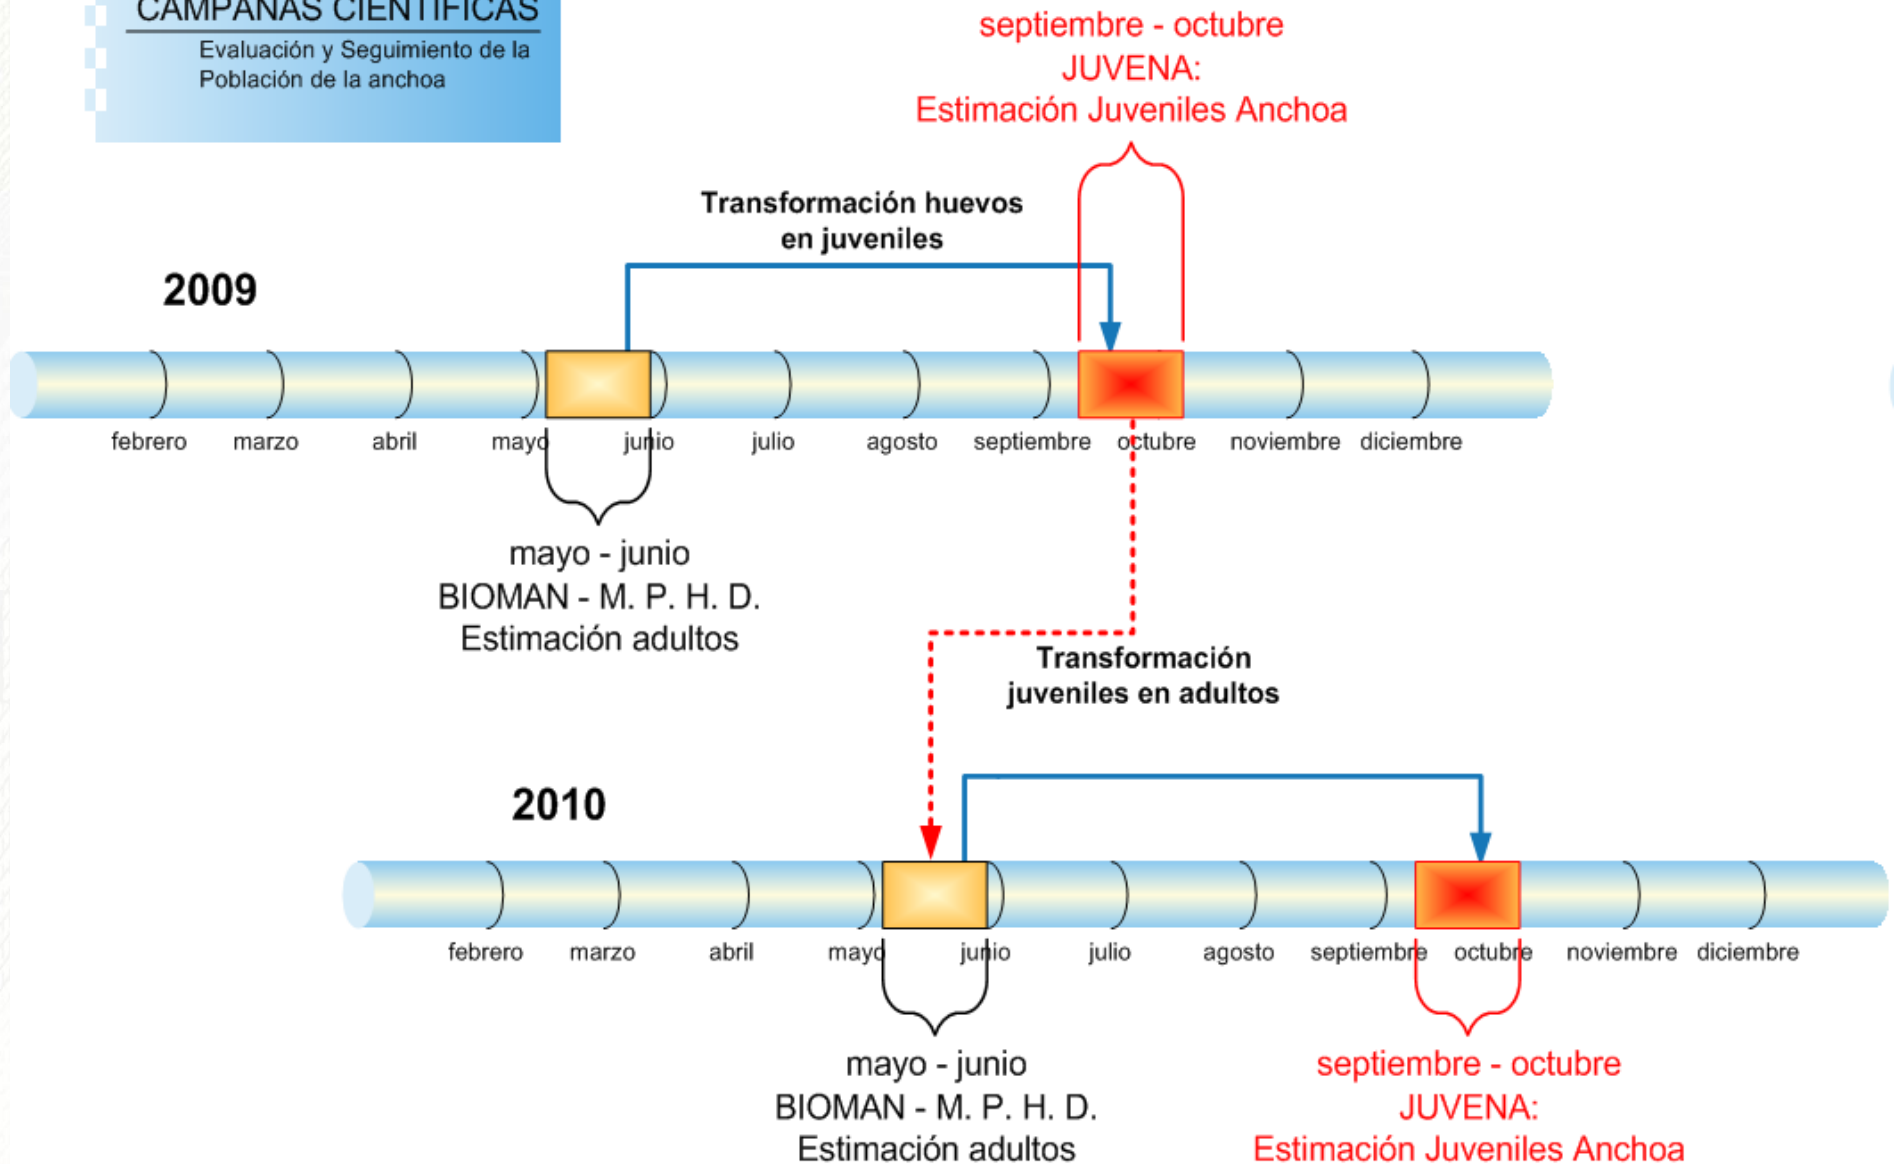 CAMPAÑAS CIENTÍFICAS
Evaluación y Seguimiento de la
Población de la anchoa
septiembre - octubre
JUVENA:
Estimación Juveniles Anchoa
Transformación huevos
en juveniles
2009
febrero marzo abril mayo junio julio agosto septiembre octubre noviembre diciembre
mayo - junio
BIOMAN - M. P. H. D.
Estimación adultos
Transformación
juveniles en adultos
2010
febrero marzo abril mayo junio julio agosto septiembre octubre noviembre diciembre
mayo - junio
BIOMAN - M. P. H. D.
Estimación adultos
septiembre - octubre
JUVENA:
Estimación Juveniles Anchoa